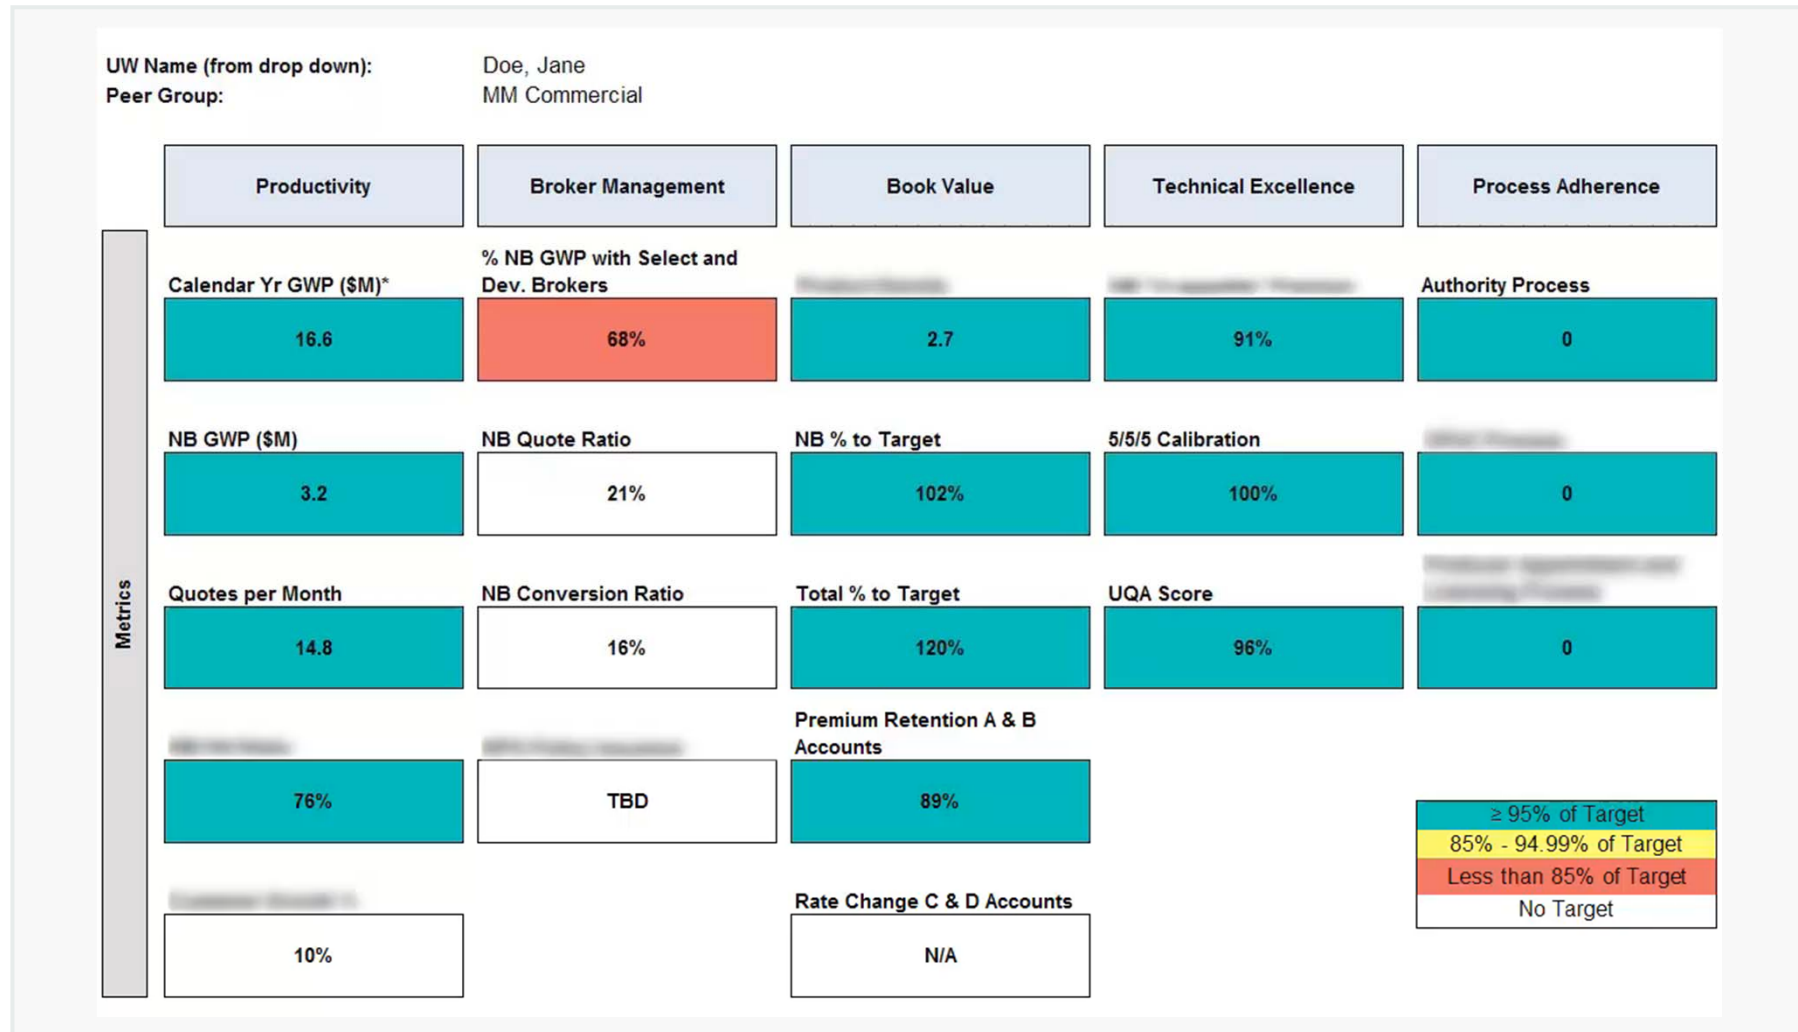 UW Name (from drop down): Doe, Jane
Peer Group: MM Commercial
Productivity
Broker Management
Book Value
Technical Excellence
Process Adherence
Metrics
Calendar Yr GWP ($M)*
16.6
% NB GWP with Select and
Dev. Brokers
68%
2.7
91%
Authority Process
0
NB GWP ($M)
3.2
NB Quote Ratio
21%
NB % to Target
102%
5/5/5 Calibration
100%
0
Quotes per Month
14.8
NB Conversion Ratio
16%
Total % to Target
120%
UQA Score
96%
0
76%
TBD
Premium Retention A & B
Accounts
89%
10%
Rate Change C & D Accounts
N/A
≥ 95% of Target
85% - 94.99% of Target
Less than 85% of Target
No Target